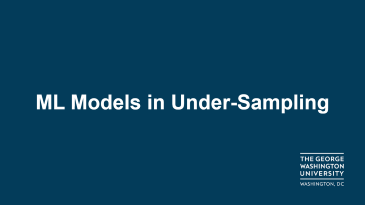 ML Models in Under-Sampling
THE GEORGE
WASHINGTON
UNIVERSITY
WASHINGTON, DC